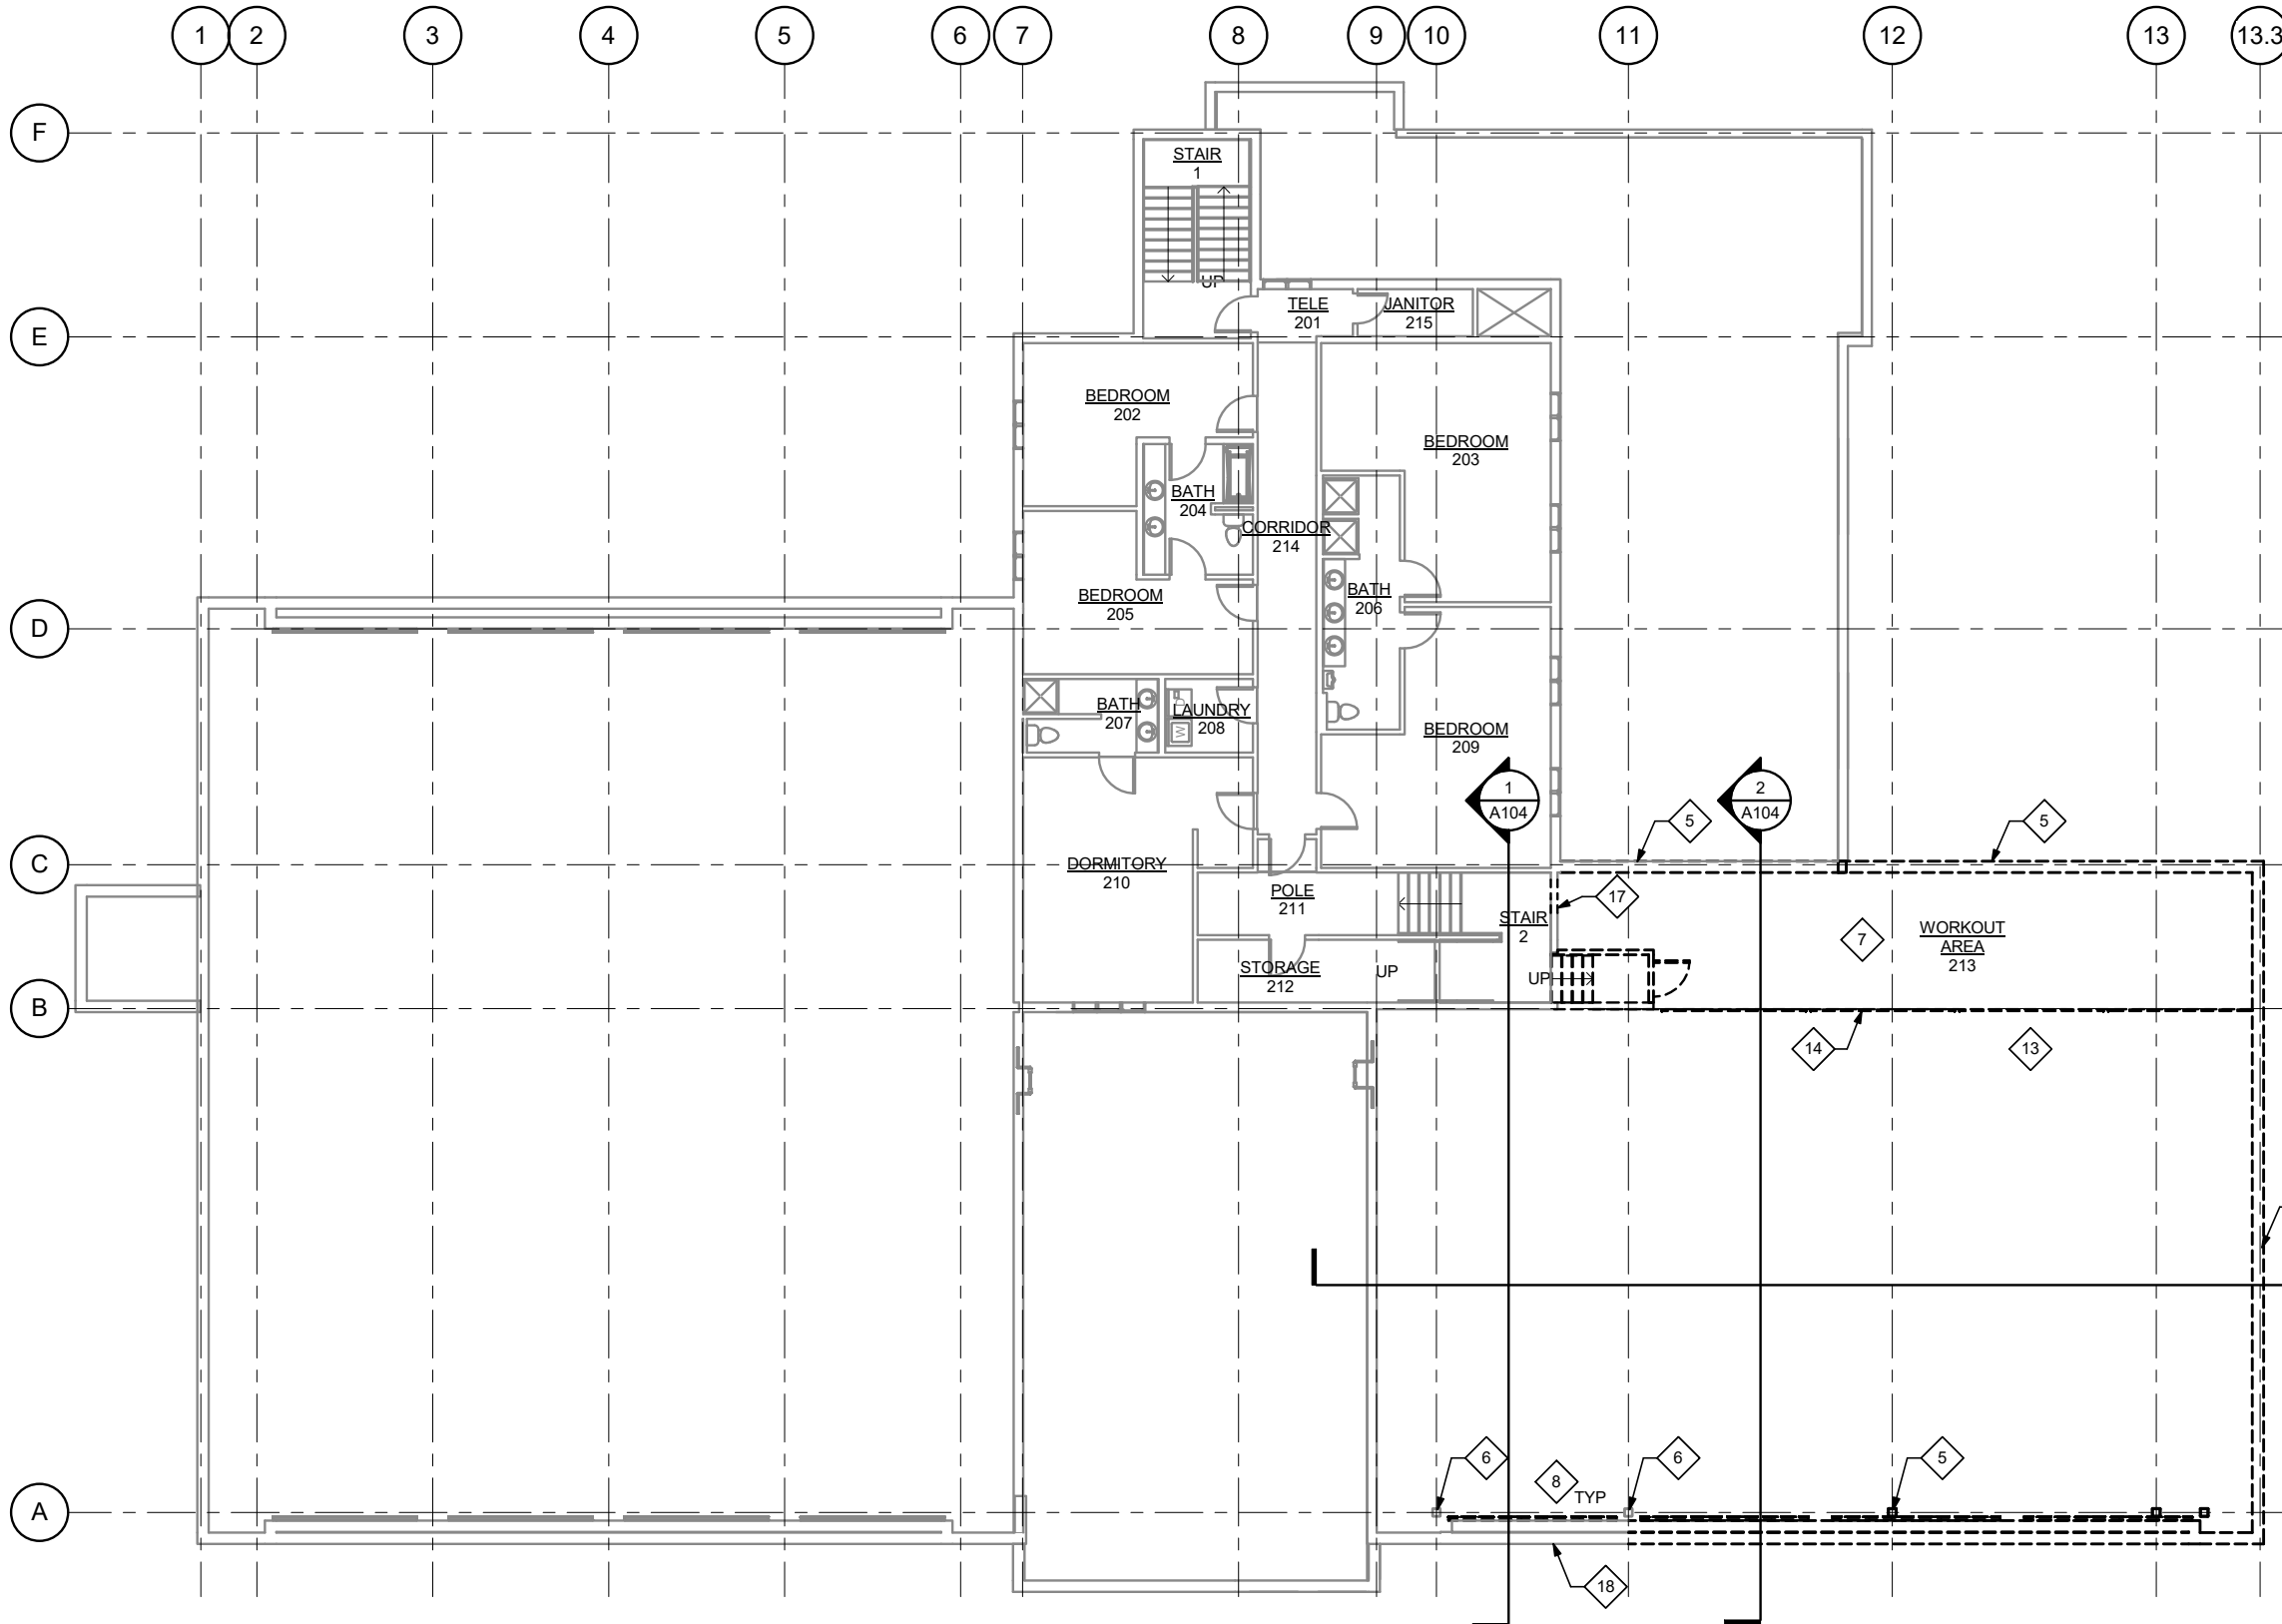 1 2 3 4 5 6 7 8 9 10 11 12 13 13.3
F
STAIR
1
UP
TELE
201
JANITOR
215
E
BEDROOM
202
BEDROOM
203
BATH
204
CORRIDOR
214
BEDROOM
205
BATH
206
D
BATH
207
D
LAUNDRY
208
W
BEDROOM
209
1
A104
2
A104
5
5
C
DORMITORY
210
POLE
211
17
STAIR
2
7
WORKOUT
AREA
213
STORAGE
212
UP
UP
B
14
13
6
8
TYP
6
5
A
18